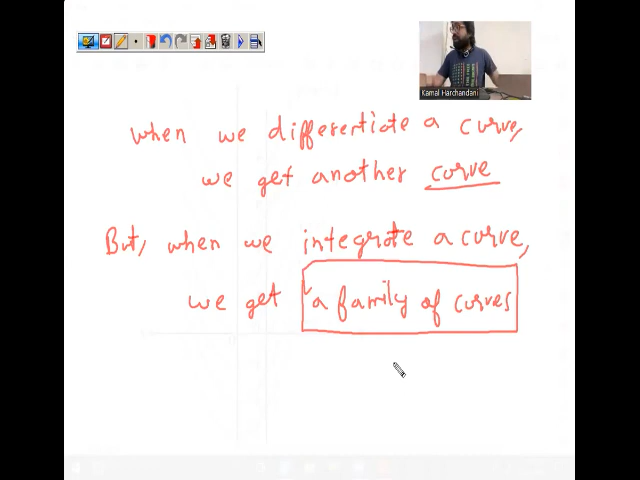 Kamal Harchandani
when we differentiate a curve,
we get another curve
But, when we integrate a curve,
we get a family of curves